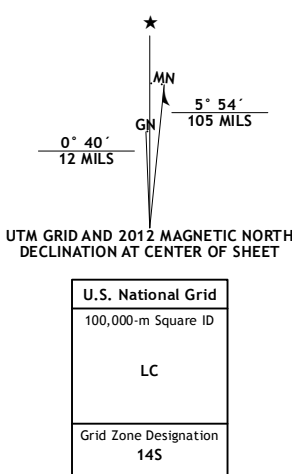 MN
GN
5° 54´
105 MILS
0° 40´
12 MILS
UTM GRID AND 2012 MAGNETIC NORTH
DECLINATION AT CENTER OF SHEET
U.S. National Grid
100,000-m Square ID
LC
Grid Zone Designation
14S